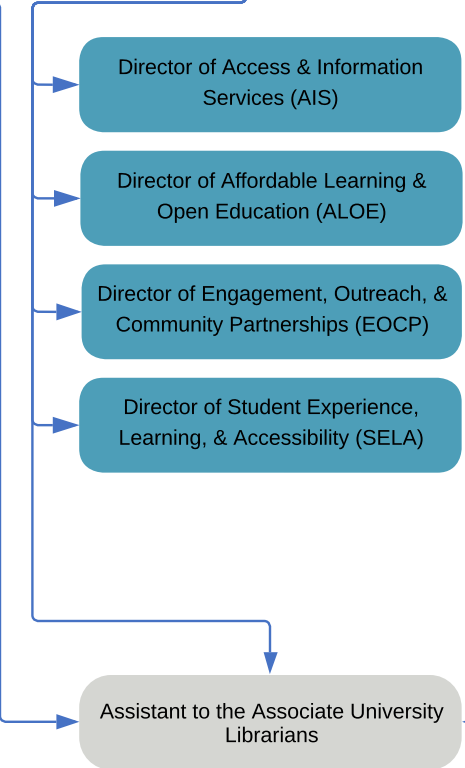 Director of Access & Information
Services (AIS)
Director of Affordable Learning &
Open Education (ALOE)
Director of Engagement, Outreach, &
Community Partnerships (EOCP)
Director of Student Experience,
Learning, & Accessibility (SELA)
Assistant to the Associate University
Librarians